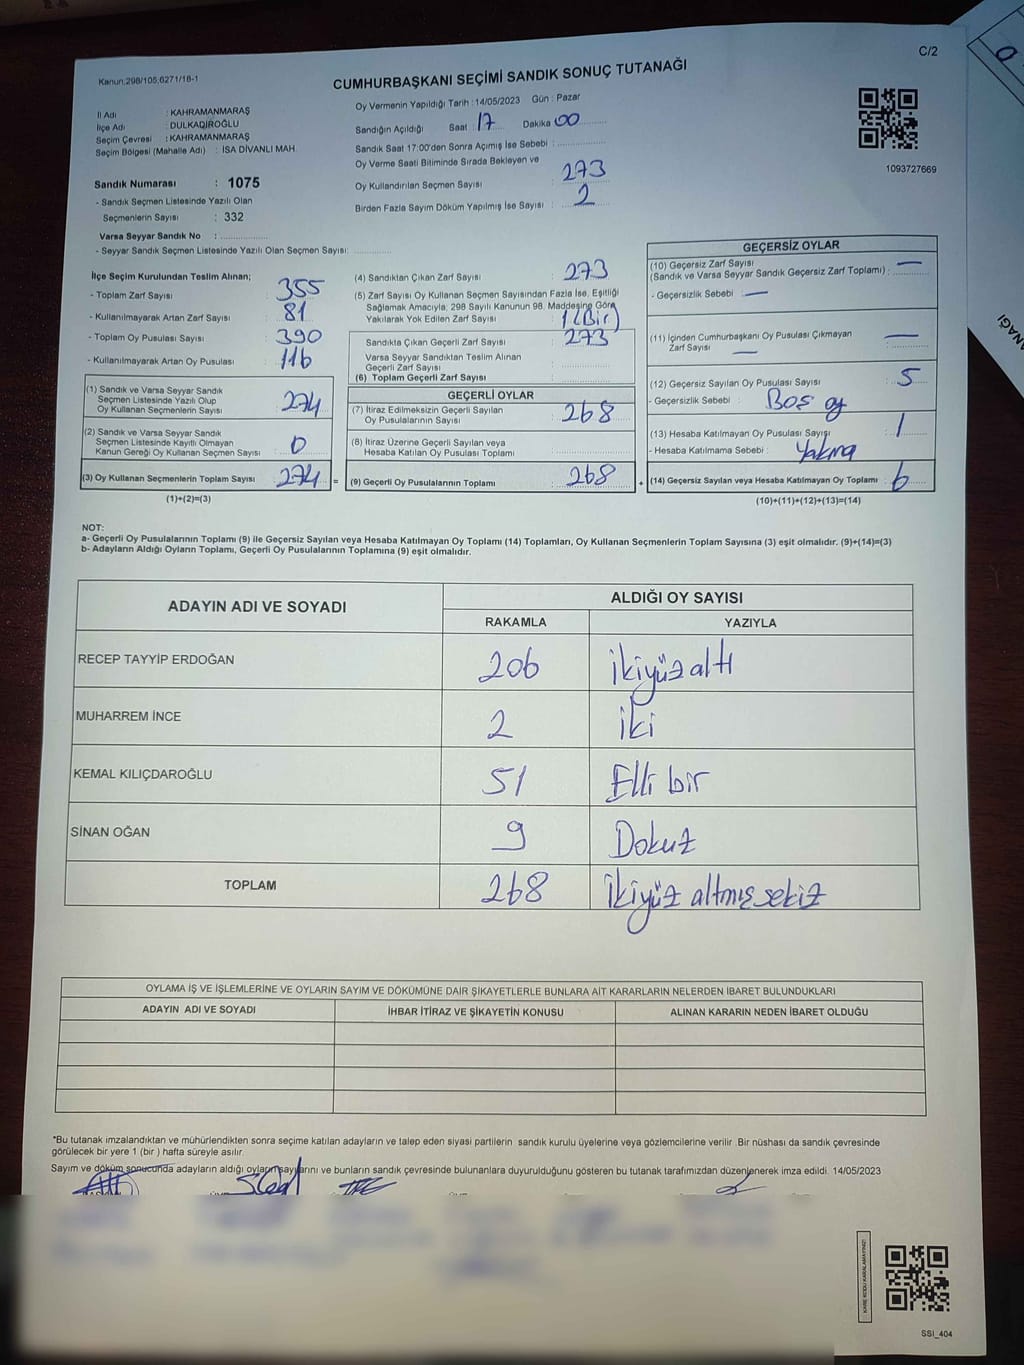 C/2
Kanun:298/105,6271/16-1
CUMHURBAŞKANI SEÇİMİ SANDIK SONUÇ TUTANAĞI
İl Adı : KAHRAMANMARAŞ
İlçe Adı : DULKADİROĞLU
Seçim Çevresi : KAHRAMANMARAŞ
Seçim Bölgesi (Mahalle Adı) : İSA DİVANLI MAH.
Sandık Numarası : 1075
- Sandık Seçmen Listesinde Yazılı Olan
Seçmenlerin Sayısı : 332
Varsa Seyyar Sandık No :
- Seyyar Sandık Seçmen Listesinde Yazılı Olan Seçmen Sayısı:
Oy Vermenin Yapıldığı Tarih : 14/05/2023 Gün : Pazar
Sandığın Açıldığı Saat : 17 Dakika 00
Sandık Saat 17:00'den Sonra Açımış İse Sebebi :
Oy Verme Saati Bitiminde Sırada Bekleyen ve
Oy Kullandırılan Seçmen Sayısı : 273
Birden Fazla Sayım Döküm Yapılmış İse Sayısı : 2
1093727669
İlçe Seçim Kurulundan Teslim Alınan;
- Toplam Zarf Sayısı : 355
- Kullanılmayarak Artan Zarf Sayısı : 81
- Toplam Oy Pusulası Sayısı : 390
- Kullanılmayarak Artan Oy Pusulası : 116
(1) Sandık ve Varsa Seyyar Sandık
Seçmen Listesinde Yazılı Olup
Oy Kullanan Seçmenlerin Sayısı : 274
(2) Sandık ve Varsa Seyyar Sandık
Seçmen Listesinde Kayıtlı Olmayan
Kanun Gereği Oy Kullanan Seçmen Sayısı : 0
(3) Oy Kullanan Seçmenlerin Toplam Sayısı : 274 =
(1)+(2)=(3)
(4) Sandıktan Çıkan Zarf Sayısı : 273
(5) Zarf Sayısı Oy Kullanan Seçmen Sayısından Fazla İse, Eşitliği
Sağlamak Amacıyla, 298 Sayılı Kanunun 98. Maddesine Göre
Yakılarak Yok Edilen Zarf Sayısı : 1 (Bir)
Sandıkta Çıkan Geçerli Zarf Sayısı : 273
Varsa Seyyar Sandıktan Teslim Alınan
Geçerli Zarf Sayısı :
(6) Toplam Geçerli Zarf Sayısı :
GEÇERLİ OYLAR
(7) İtiraz Edilmeksizin Geçerli Sayılan
Oy Pusulalarının Sayısı : 268
(8) İtiraz Üzerine Geçerli Sayılan veya
Hesaba Katılan Oy Pusulası Toplamı :
(9) Geçerli Oy Pusulalarının Toplamı : 268 +
GEÇERSİZ OYLAR
(10) Geçersiz Zarf Sayısı
(Sandık ve Varsa Seyyar Sandık Geçersiz Zarf Toplamı) : —
- Geçersizlik Sebebi : —
(11) İçinden Cumhurbaşkanı Oy Pusulası Çıkmayan
Zarf Sayısı : —
—
(12) Geçersiz Sayılan Oy Pusulası Sayısı : 5
- Geçersizlik Sebebi : Boş oy
(13) Hesaba Katılmayan Oy Pusulası Sayışı : 1
- Hesaba Katılmama Sebebi : Yakma
(14) Geçersiz Sayılan veya Hesaba Katılmayan Oy Toplamı : 6
(10)+(11)+(12)+(13)=(14)
NOT:
a- Geçerli Oy Pusulalarının Toplamı (9) ile Geçersiz Sayılan veya Hesaba Katılmayan Oy Toplamı (14) Toplamları, Oy Kullanan Seçmenlerin Toplam Sayısına (3) eşit olmalıdır. (9)+(14)=(3)
b- Adayların Aldığı Oyların Toplamı, Geçerli Oy Pusulalarının Toplamına (9) eşit olmalıdır.
ADAYIN ADI VE SOYADI ALDIĞI OY SAYISI
RAKAMLA YAZIYLA
RECEP TAYYİP ERDOĞAN 206 İkiyüz altı
MUHARREM İNCE 2 İki
KEMAL KILIÇDAROĞLU 51 Elli bir
SİNAN OĞAN 9 Dokuz
TOPLAM 268 İkiyüz altmış sekiz
OYLAMA İŞ VE İŞLEMLERİNE VE OYLARIN SAYIM VE DÖKÜMÜNE DAİR ŞİKAYETLERLE BUNLARA AİT KARARLARIN NELERDEN İBARET BULUNDUKLARI
ADAYIN ADI VE SOYADI İHBAR İTİRAZ VE ŞİKAYETİN KONUSU ALINAN KARARIN NEDEN İBARET OLDUĞU
*Bu tutanak imzalandıktan ve mühürlendikten sonra seçime katılan adayların ve talep eden siyasi partilerin sandık kurulu üyelerine veya gözlemcilerine verilir. Bir nüshası da sandık çevresinde
görülecek bir yere 1 (bir ) hafta süreyle asılır.
Sayım ve döküm sonucunda adayların aldığı oyların sayılarını ve bunların sandık çevresinde bulunanlara duyurulduğunu gösteren bu tutanak tarafımızdan düzenlenerek imza edildi. 14/05/2023
KARE KODU KARALAMAYINIZ!
SSI_404